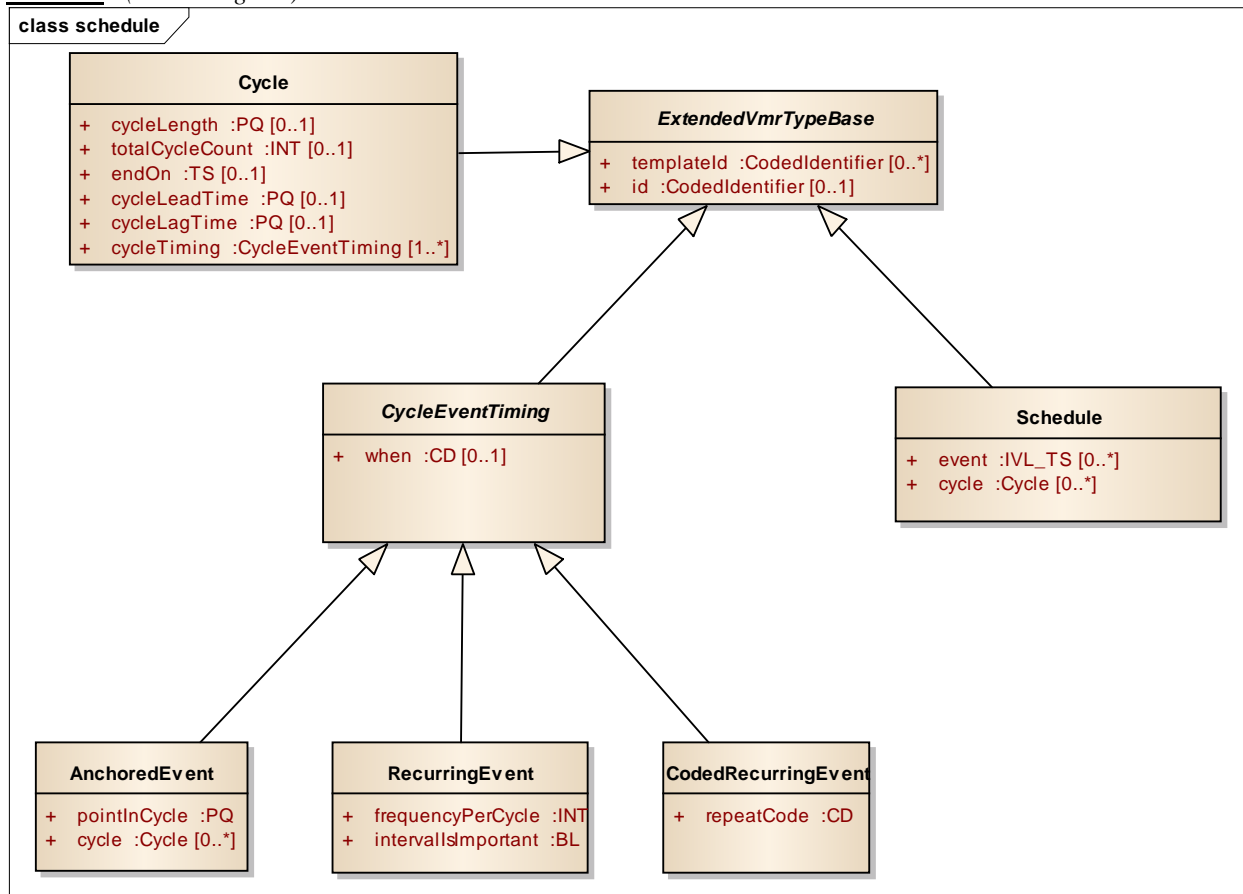 class schedule
Cycle
+ cycleLength :PQ [0..1]
+ totalCycleCount :INT [0..1]
+ endOn :TS [0..1]
+ cycleLeadTime :PQ [0..1]
+ cycleLagTime :PQ [0..1]
+ cycleTiming :CycleEventTiming [1..*]
ExtendedVmrTypeBase
+ templateId :CodedIdentifier [0..*]
+ id :CodedIdentifier [0..1]
CycleEventTiming
+ when :CD [0..1]
Schedule
+ event :IVL_TS [0..*]
+ cycle :Cycle [0..*]
AnchoredEvent
+ pointInCycle :PQ
+ cycle :Cycle [0..*]
RecurringEvent
+ frequencyPerCycle :INT
+ intervalIsImportant :BL
CodedRecurringEvent
+ repeatCode :CD